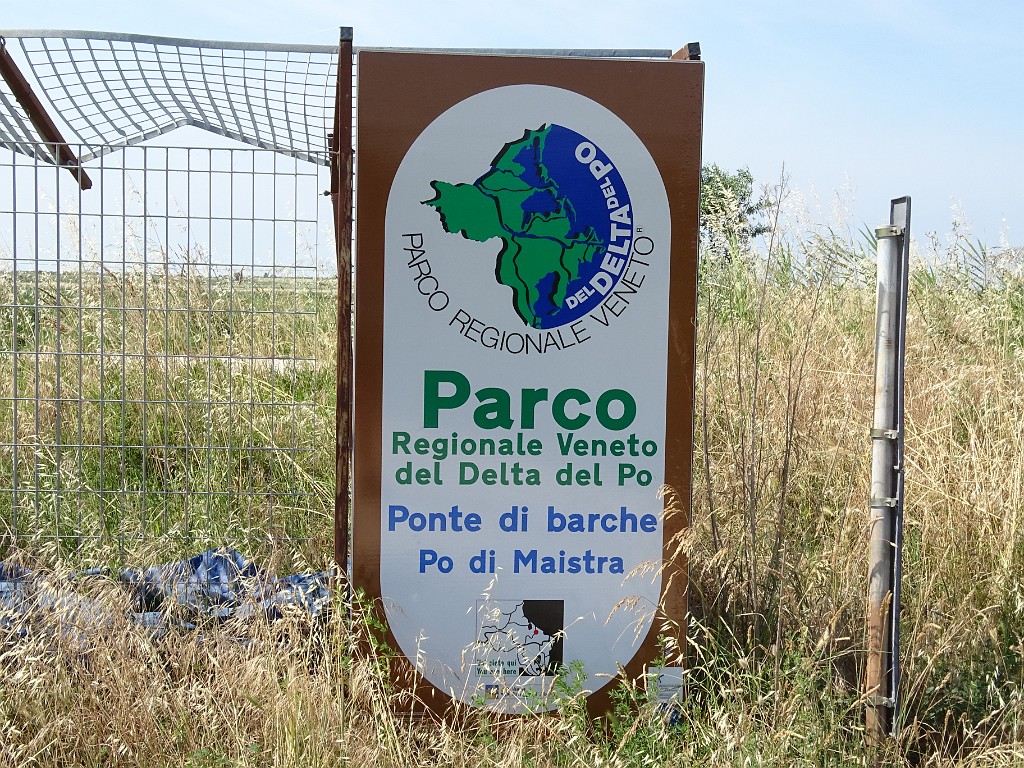 DEL DELTA DEL PO
PARCO REGIONALE VENETO
Parco
Regionale Veneto
del Delta del Po
Ponte di barche
Po di Maistra
qui